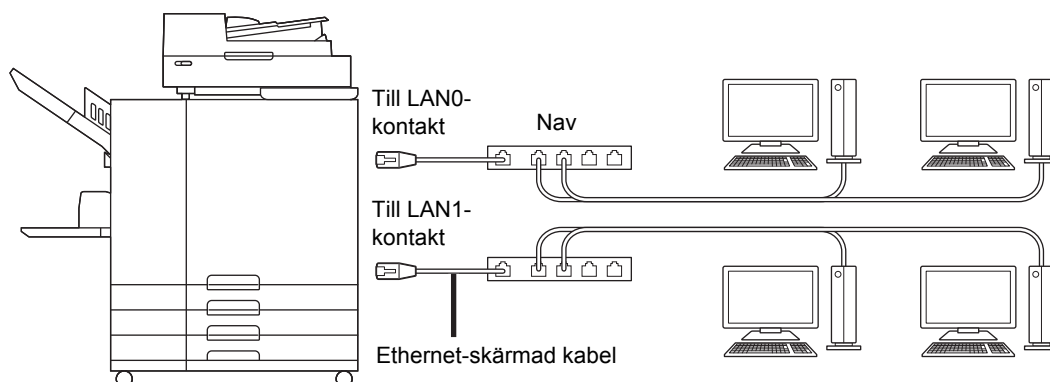 Till LAN0-
kontakt
Nav
Till LAN1-
kontakt
Ethernet-skärmad kabel